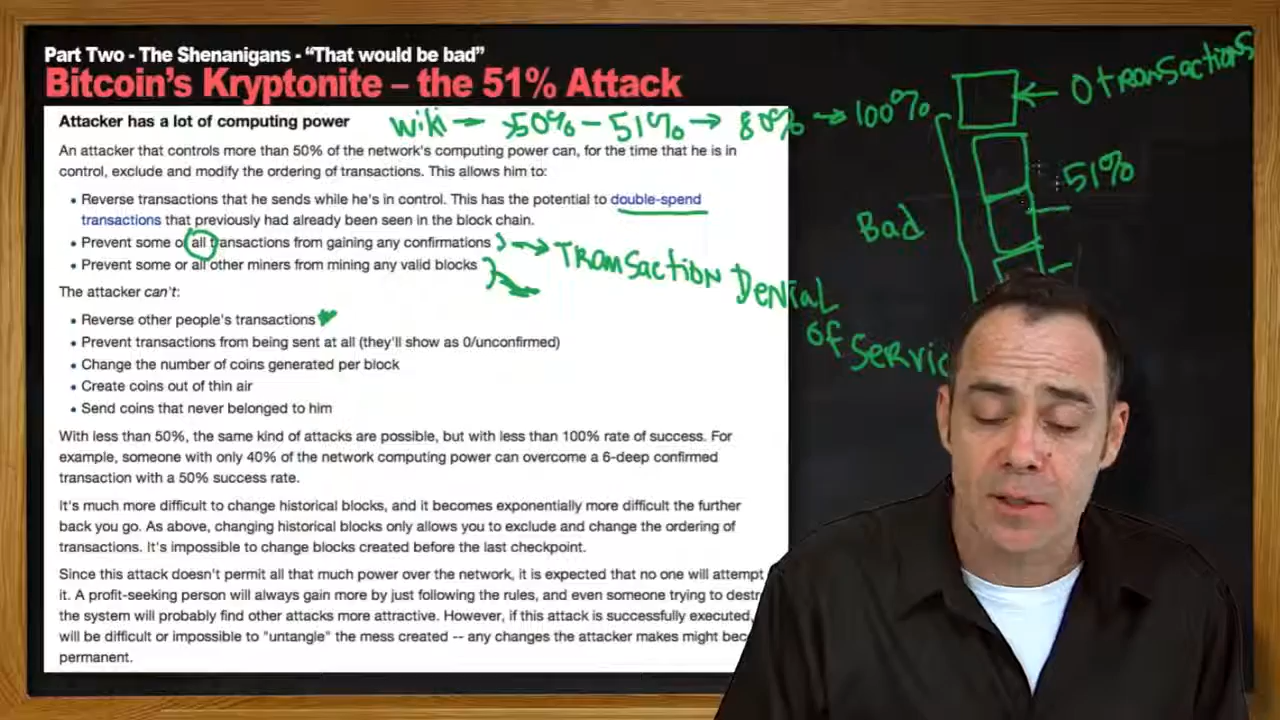 Part Two - The Shenanigans - “That would be bad”
Bitcoin’s Kryptonite – the 51% Attack
Attacker has a lot of computing power
wiki → >50% – 51% → 80% → 100%
0 transactions
An attacker that controls more than 50% of the network's computing power can, for the time that he is in
control, exclude and modify the ordering of transactions. This allows him to:
51%
• Reverse transactions that he sends while he's in control. This has the potential to double-spend
transactions that previously had already been seen in the block chain.
Bad
• Prevent some or all transactions from gaining any confirmations
• Prevent some or all other miners from mining any valid blocks
TRANSACTION DENIAL
of SERVIC
The attacker can't:
• Reverse other people's transactions
• Prevent transactions from being sent at all (they'll show as 0/unconfirmed)
• Change the number of coins generated per block
• Create coins out of thin air
• Send coins that never belonged to him
With less than 50%, the same kind of attacks are possible, but with less than 100% rate of success. For
example, someone with only 40% of the network computing power can overcome a 6-deep confirmed
transaction with a 50% success rate.
It's much more difficult to change historical blocks, and it becomes exponentially more difficult the further
back you go. As above, changing historical blocks only allows you to exclude and change the ordering of
transactions. It's impossible to change blocks created before the last checkpoint.
Since this attack doesn't permit all that much power over the network, it is expected that no one will attempt
it. A profit-seeking person will always gain more by just following the rules, and even someone trying to destr
the system will probably find other attacks more attractive. However, if this attack is successfully executed,
will be difficult or impossible to "untangle" the mess created -- any changes the attacker makes might bec
permanent.